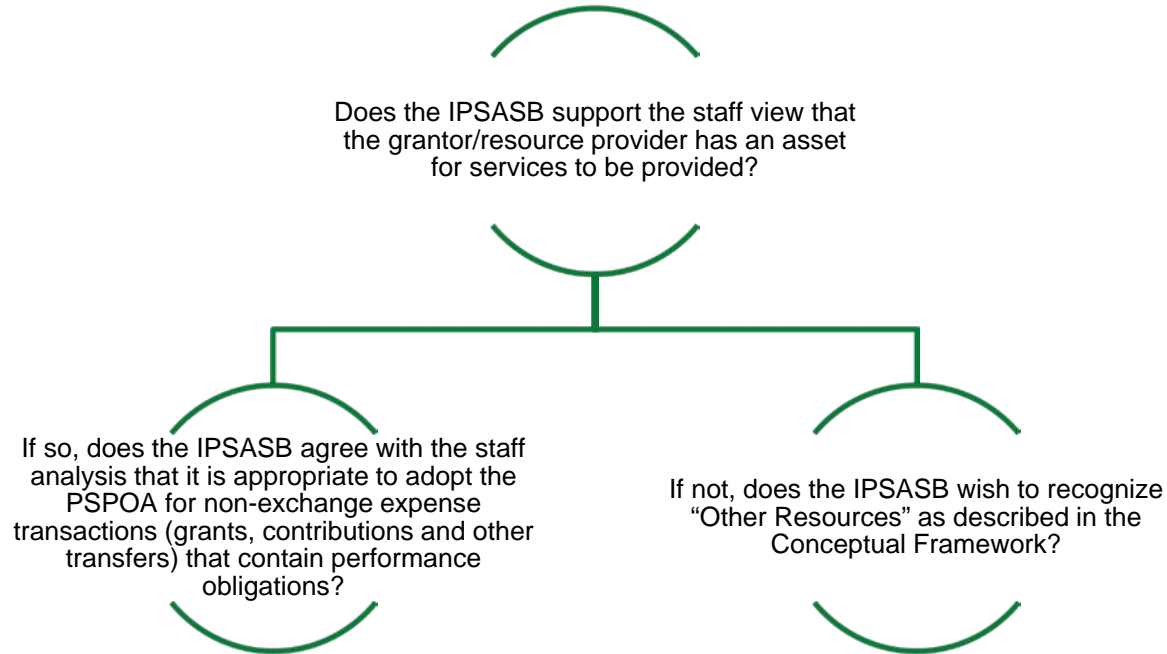 Does the IPSASB support the staff view that
the grantor/resource provider has an asset
for services to be provided?
If so, does the IPSASB agree with the staff
analysis that it is appropriate to adopt the
PSPOA for non-exchange expense
transactions (grants, contributions and other
transfers) that contain performance
obligations?
If not, does the IPSASB wish to recognize
“Other Resources” as described in the
Conceptual Framework?